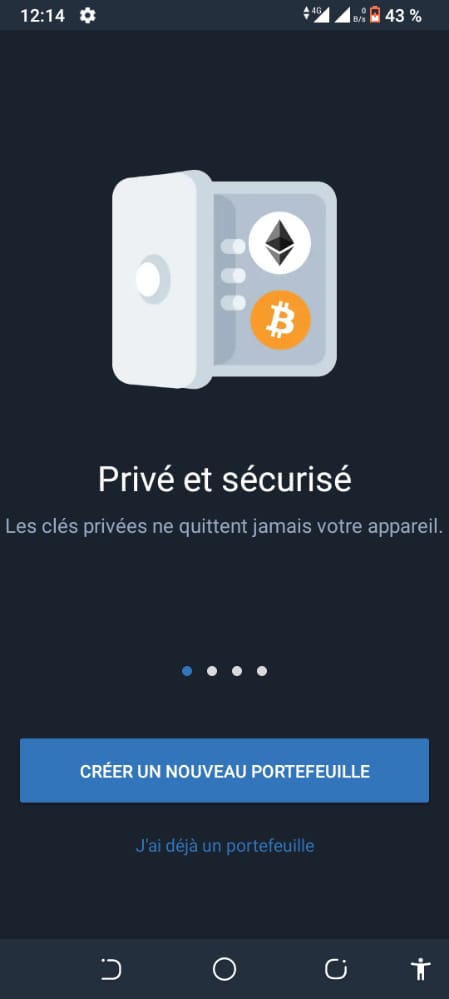 12:14
4G
0
B/s
43 %
Privé et sécurisé
Les clés privées ne quittent jamais votre appareil.
CRÉER UN NOUVEAU PORTEFEUILLE
J'ai déjà un portefeuille